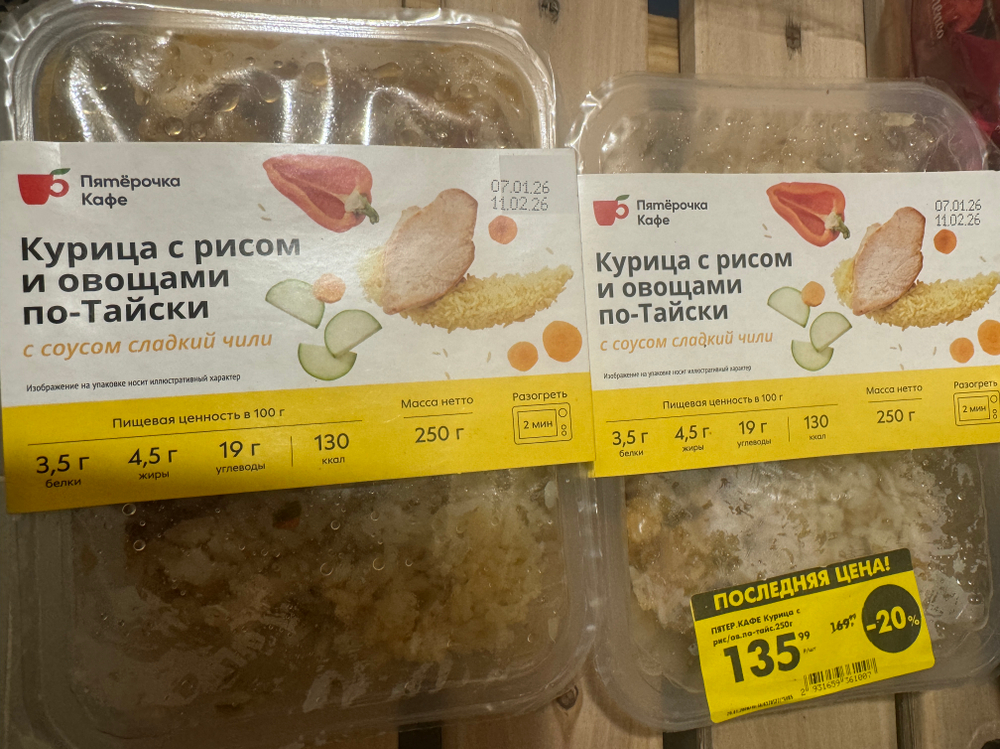 Пятёрочка
Кафе
07.01.26
11.02.26
Курица с рисом
и овощами
по-Тайски
с соусом сладкий чили
Изображение на упаковке носит иллюстративный характер
Пищевая ценность в 100 г
3,5 г
белки
4,5 г
жиры
19 г
углеводы
130
ккал
Масса нетто
250 г
Разогреть
2 мин
Пятёрочка
Кафе
07.01.26
11.02.26
Курица с рисом
и овощами
по-Тайски
с соусом сладкий чили
Изображение на упаковке носит иллюстративный характер
Пищевая ценность в 100 г
3,5 г
белки
4,5 г
жиры
19 г
углеводы
130
ккал
Масса нетто
250 г
Разогреть
2 мин
ПОСЛЕДНЯЯ ЦЕНА!
ПЯТЕР.КАФЕ Курица с
рис/ов.по-тайс.250г
169,99
-20%
135 99
₽/шт
2 931659 361007